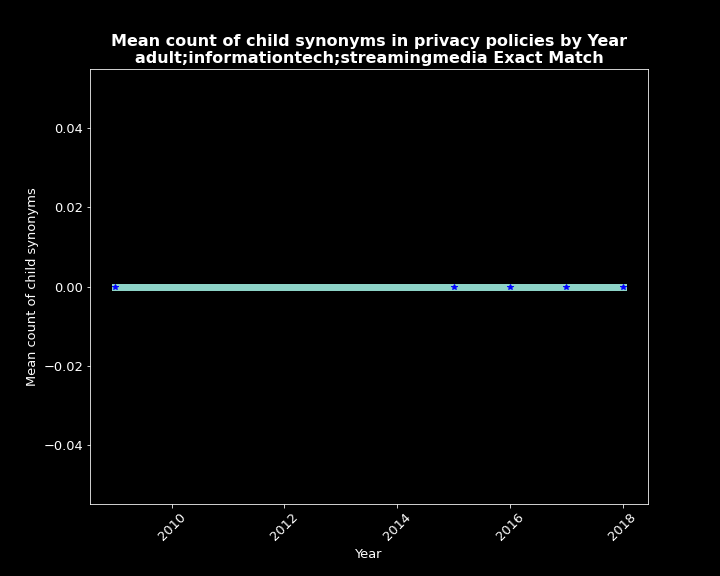 Mean count of child synonyms in privacy policies by Year
adult;informationtech;streamingmedia Exact Match
Mean count of child synonyms
0.04
0.02
0.00
−0.02
−0.04
2010
2012
2014
2016
2018
Year